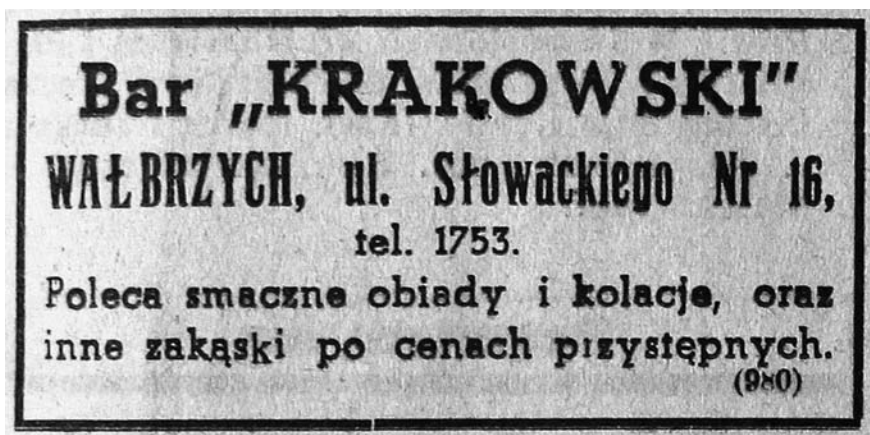 Bar „KRAKOWSKI"
WAŁBRZYCH, ul. Słowackiego Nr 16,
tel. 1753.
Poleca smaczne obiady i kolacje, oraz
inne zakąski po cenach przystępnych.
(980)